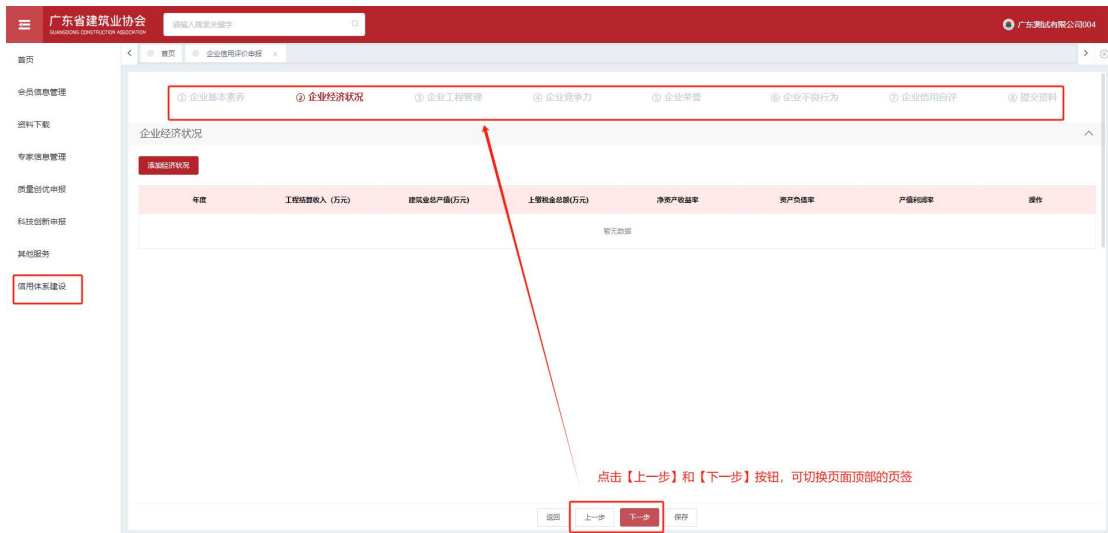 广东省建筑业协会
GUANGDONG CONSTRUCTION ASSOCIATION
请输入搜索关键字
广东测试有限公司004
首页
会员信息管理
资料下载
专家信息管理
质量创优申报
科技创新申报
其他服务
信用体系建设
首页
企业信用评价申报 ×
① 企业基本素养
② 企业经济状况
③ 企业工程管理
④ 企业竞争力
⑤ 企业荣誉
⑥ 企业不良行为
⑦ 企业信用自评
⑧ 提交资料
企业经济状况
添加经济状况
年度 工程结算收入 (万元) 建筑业总产值(万元) 上缴税金总额(万元) 净资产收益率 资产负债率 产值利润率 操作
暂无数据
点击【上一步】和【下一步】按钮，可切换页面顶部的页签
返回 上一步 下一步 保存